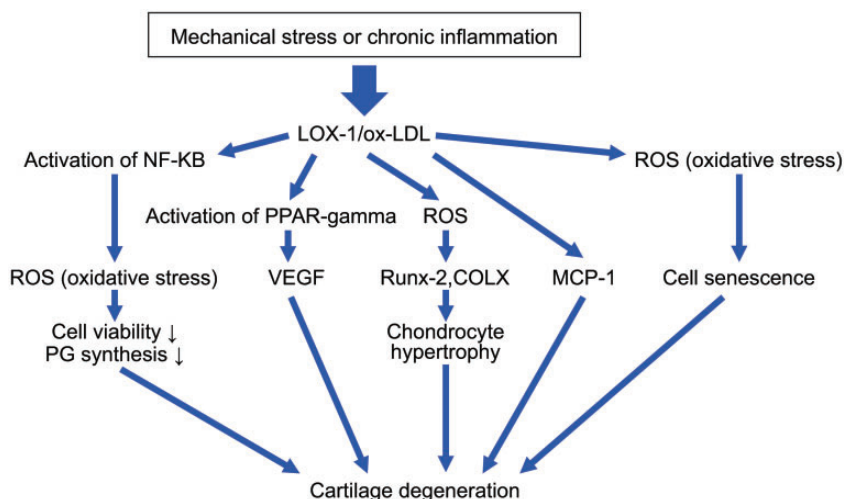 Mechanical stress or chronic inflammation
LOX-1/ox-LDL
Activation of NF-KB
ROS (oxidative stress)
Activation of PPAR-gamma
ROS
ROS (oxidative stress)
VEGF
Runx-2,COLX
MCP-1
Cell senescence
Cell viability ↓
PG synthesis ↓
Chondrocyte
hypertrophy
Cartilage degeneration